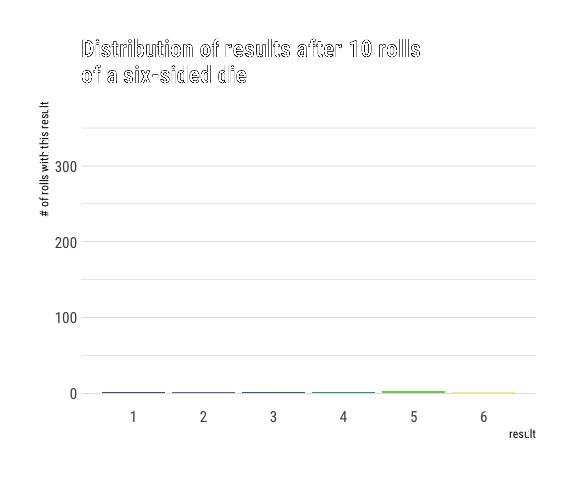 Distribution of results after 10 rolls
of a six-sided die
# of rolls with this result
300
200
100
0
1 2 3 4 5 6
result